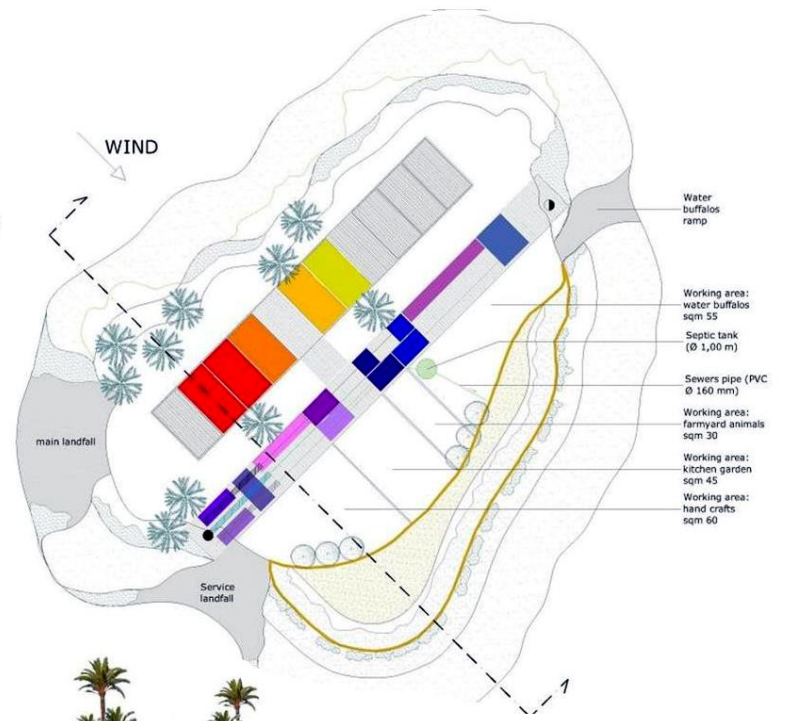 WIND
Water
buffalos
ramp
Working area:
water buffalos
sqm 55
Septic tank
(Ø 1,00 m)
Sewers pipe (PVC
Ø 160 mm)
Working area:
farmyard animals
sqm 30
Working area:
kitchen garden
sqm 45
Working area:
hand crafts
sqm 60
main landfall
Service
landfall